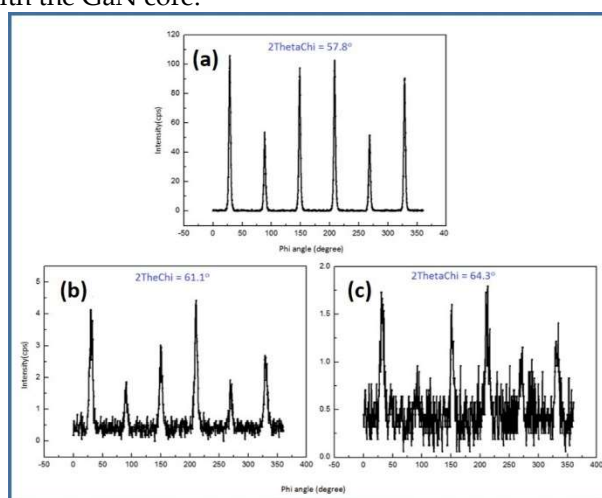 with the GaN core.
(a)
2ThetaChi = 57.8°
Intensity(cps)
120
100
80
60
40
20
0
-50 0 50 100 150 200 250 300 350 40
Phi angle (degree)
(b)
2TheChi = 61.1°
Intensity(cps)
5
4
3
2
1
0
-50 0 50 100 150 200 250 300 350 400
(c)
2ThetaChi = 64.3°
2.0
1.5
1.0
0.5
0.0
-50 0 50 100 150 200 250 300 350 400
Phi angle (degree)